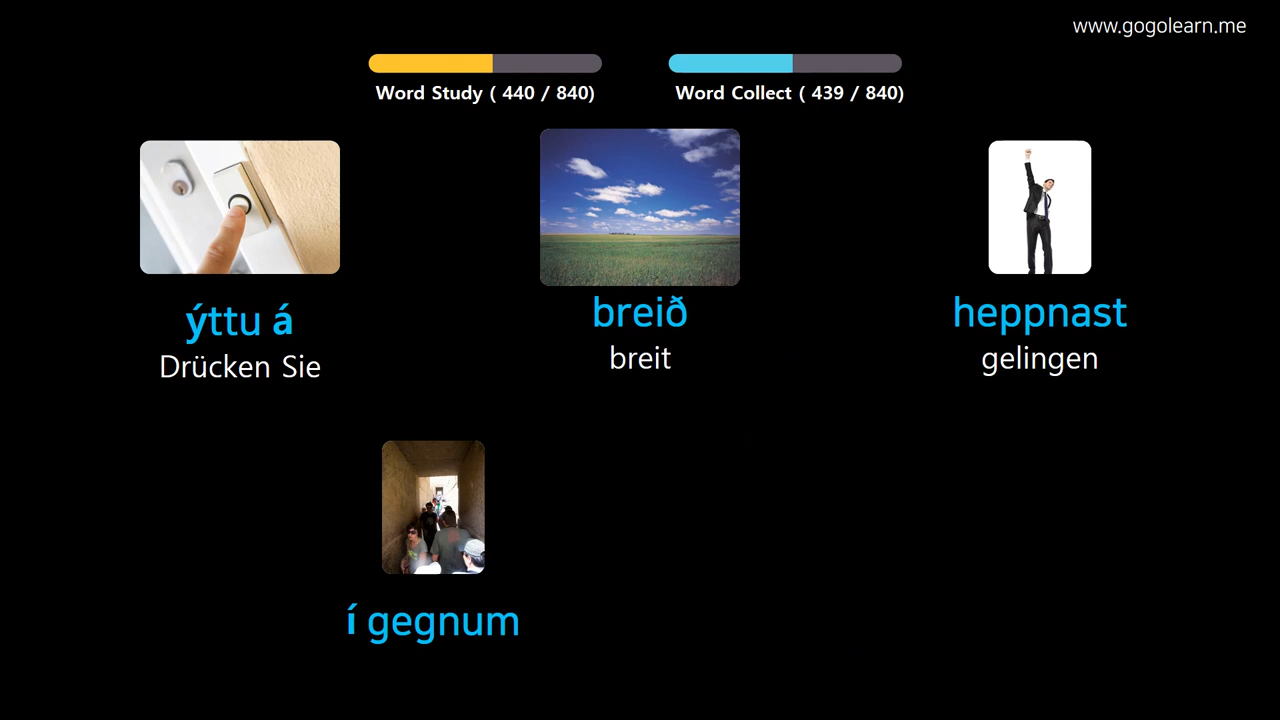 www.gogolearn.me
Word Study ( 440 / 840)
Word Collect ( 439 / 840)
ýttu á
Drücken Sie
breið
breit
heppnast
gelingen
í gegnum